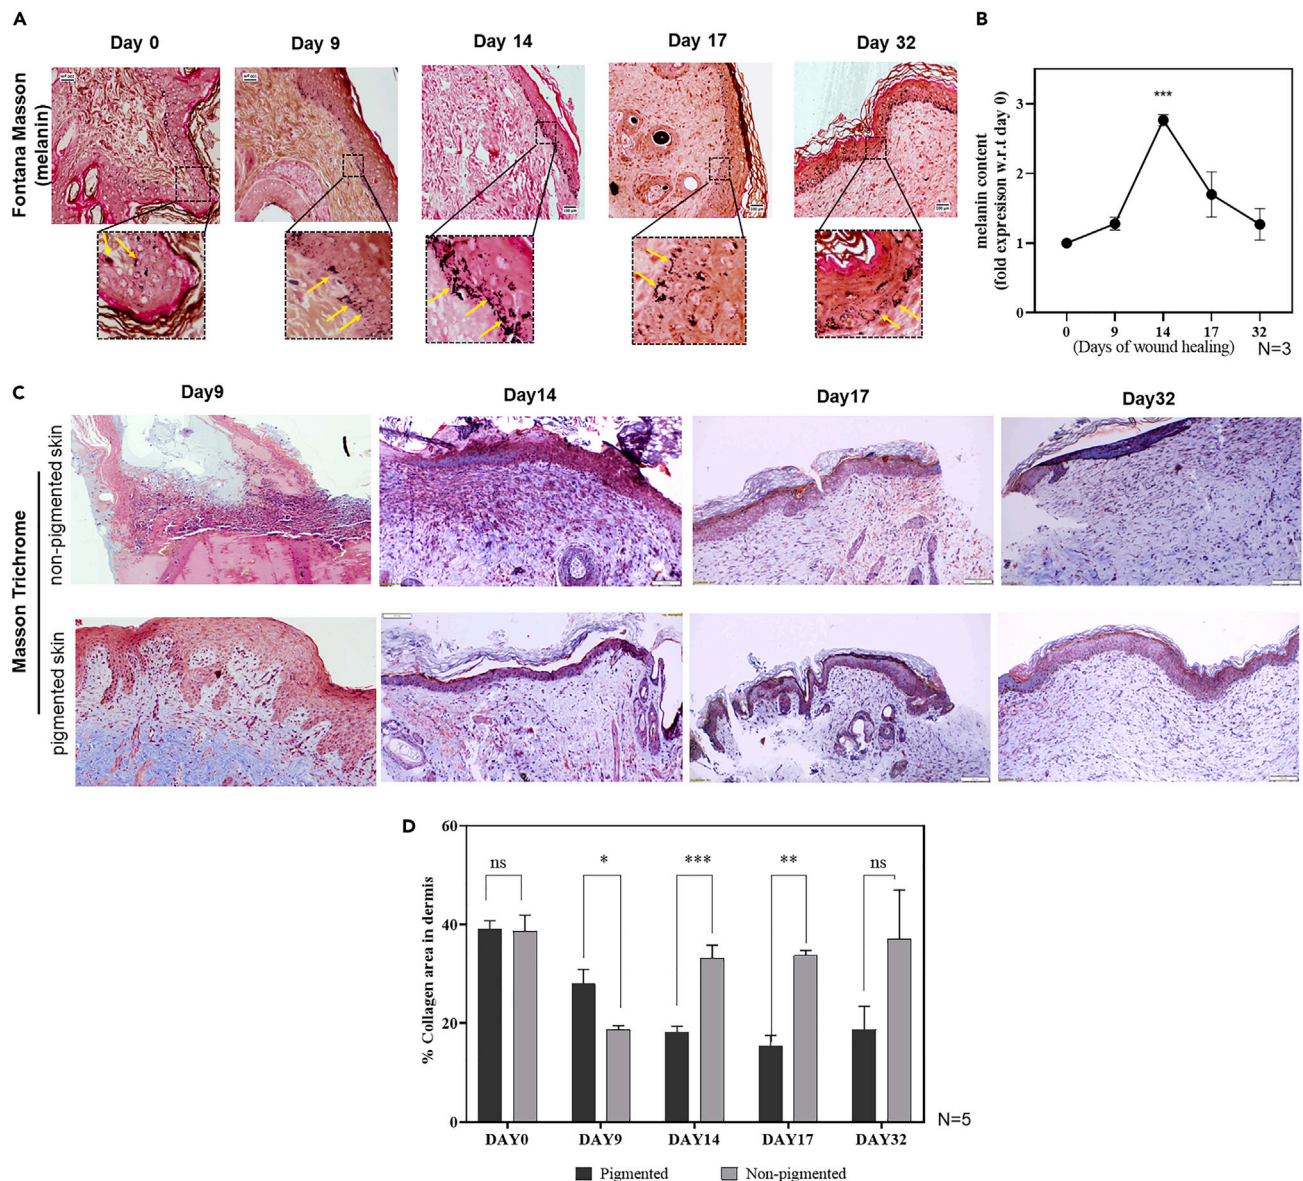 A
Day 0
Day 9
Day 14
Day 17
Day 32
Fontana Masson
(melanin)
B
melanin content
(fold expresison w.r.t day 0)
3
2
1
0
***
0
9
14
17
32
(Days of wound healing)
N=3
C
Day9
Day14
Day17
Day32
Masson Trichrome
non-pigmented skin
pigmented skin
D
% Collagen area in dermis
60
40
20
0
ns
*
***
**
ns
DAY0
DAY9
DAY14
DAY17
DAY32
N=5
Pigmented
Non-pigmented